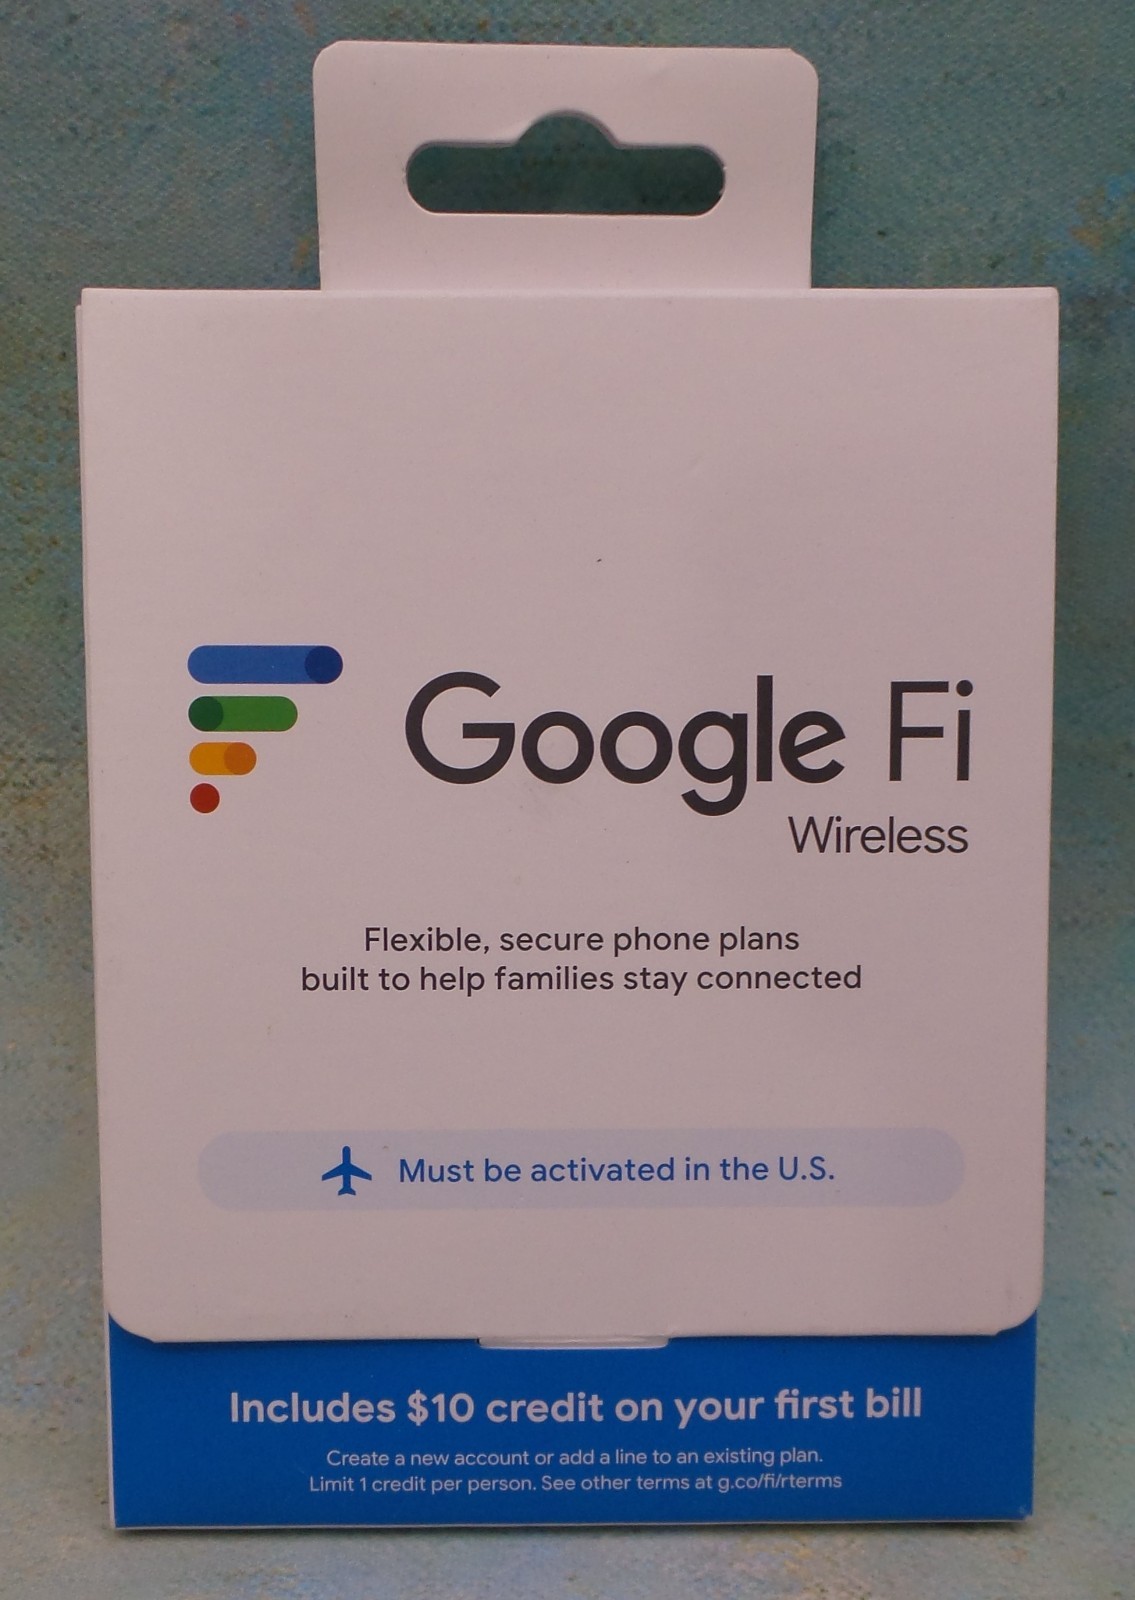 Google Fi
Wireless
Flexible, secure phone plans
built to help families stay connected
Must be activated in the U.S.
Includes $10 credit on your first bill
Create a new account or add a line to an existing plan.
Limit 1 credit per person. See other terms at g.co/fi/rterms